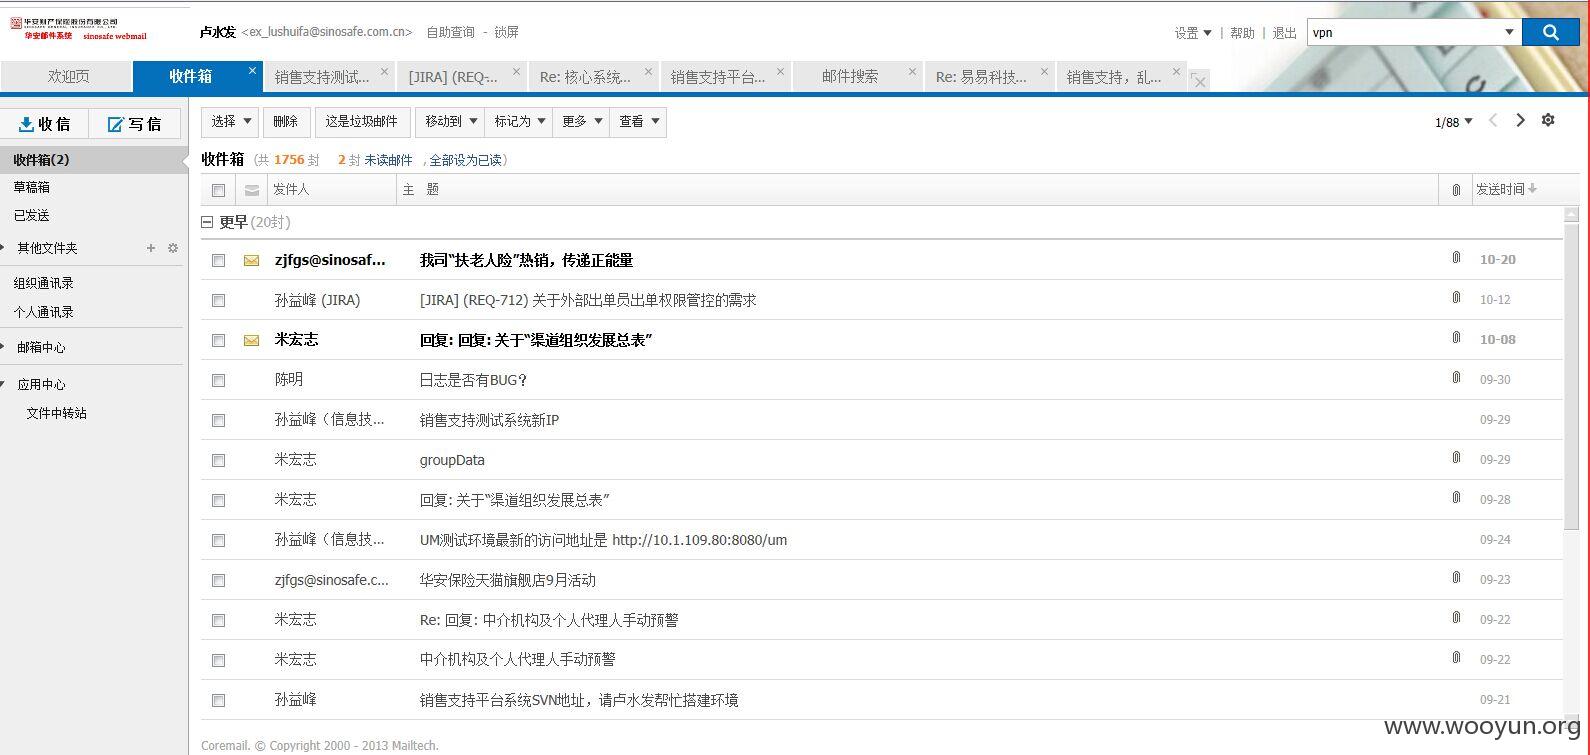 华安财产保险股份有限公司
华安邮件系统 sinosafe webmail
卢水发 <ex_lushuifa@sinosafe.com.cn> 自助查询 - 锁屏
设置 | 帮助 | 退出 vpn
欢迎页 收件箱 销售支持测试... [JIRA] (REQ-... Re: 核心系统... 销售支持平台... 邮件搜索 Re: 易易科技... 销售支持，乱...
收信 写信
选择 删除 这是垃圾邮件 移动到 标记为 更多 查看 1/88
收件箱(2)
草稿箱
已发送
其他文件夹
组织通讯录
个人通讯录
邮箱中心
应用中心
文件中转站
收件箱 (共 1756 封 2 封 未读邮件 ,全部设为已读)
发件人 主 题 发送时间
更早 (20封)
zjfgs@sinosaf... 我司“扶老人险”热销，传递正能量 10-20
孙益峰 (JIRA) [JIRA] (REQ-712) 关于外部出单员出单权限管控的需求 10-12
米宏志 回复: 回复: 关于“渠道组织发展总表” 10-08
陈明 日志是否有BUG？ 09-30
孙益峰（信息技... 销售支持测试系统新IP 09-29
米宏志 groupData 09-29
米宏志 回复: 关于“渠道组织发展总表” 09-28
孙益峰（信息技... UM测试环境最新的访问地址是 http://10.1.109.80:8080/um 09-24
zjfgs@sinosafe.c... 华安保险天猫旗舰店9月活动 09-23
米宏志 Re: 回复: 中介机构及个人代理人手动预警 09-22
米宏志 中介机构及个人代理人手动预警 09-22
孙益峰 销售支持平台系统SVN地址，请卢水发帮忙搭建环境 09-21
Coremail. © Copyright 2000 - 2013 Mailtech.
www.wooyun.org